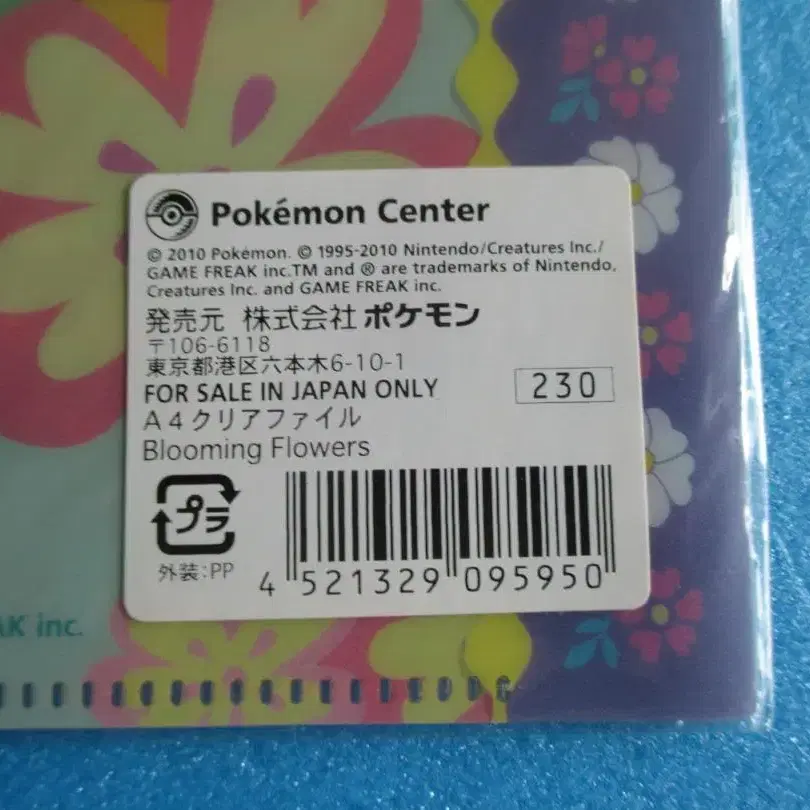 Pokémon Center
© 2010 Pokémon. © 1995-2010 Nintendo/Creatures Inc./
GAME FREAK inc.TM and ® are trademarks of Nintendo,
Creatures Inc. and GAME FREAK inc.
発売元 株式会社 ポケモン
〒106-6118
東京都港区六本木6-10-1
FOR SALE IN JAPAN ONLY
230
A4クリアファイル
Blooming Flowers
プラ
外装:PP
4 521329 095950
inc.